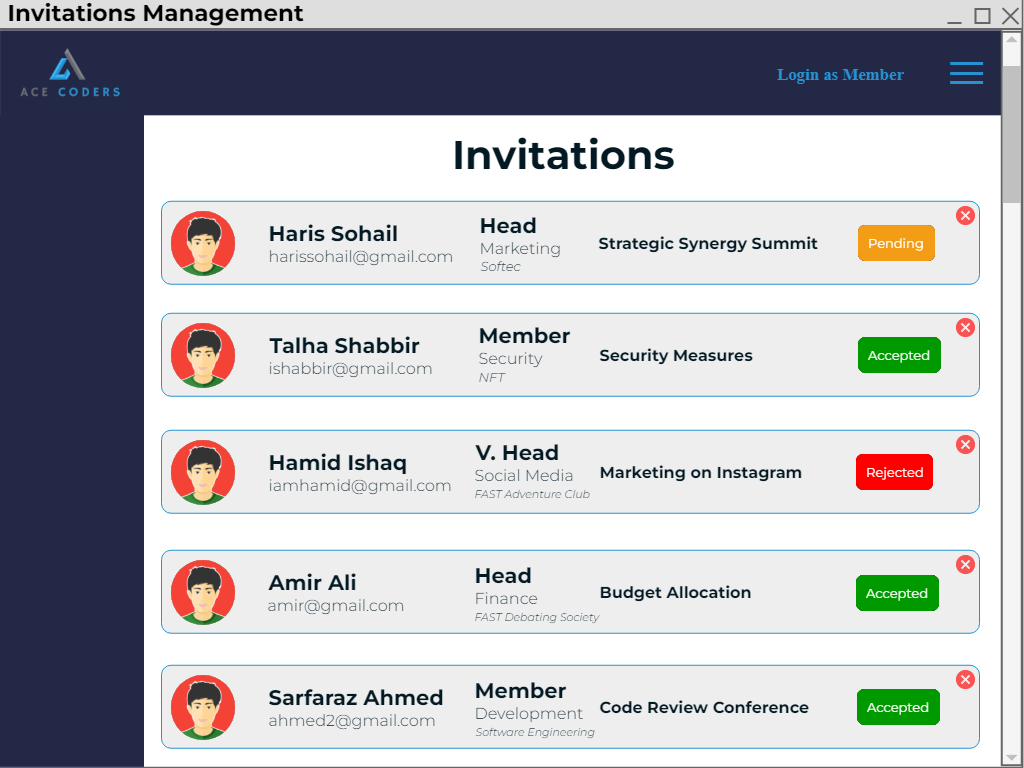 Invitations Management
ACE CODERS
Login as Member
Invitations
Haris Sohail
harissohail@gmail.com
Head
Marketing
Softec
Strategic Synergy Summit
Pending
Talha Shabbir
ishabbir@gmail.com
Member
Security
NFT
Security Measures
Accepted
Hamid Ishaq
iamhamid@gmail.com
V. Head
Social Media
FAST Adventure Club
Marketing on Instagram
Rejected
Amir Ali
amir@gmail.com
Head
Finance
FAST Debating Society
Budget Allocation
Accepted
Sarfaraz Ahmed
ahmed2@gmail.com
Member
Development
Software Engineering
Code Review Conference
Accepted